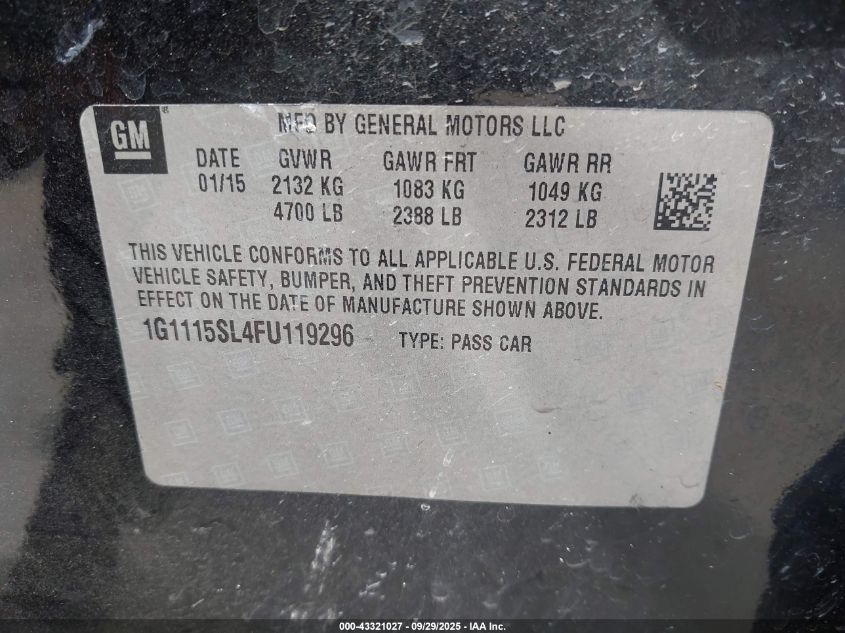 GM
MFD BY GENERAL MOTORS LLC
DATE GVWR GAWR FRT GAWR RR
01/15 2132 KG 1083 KG 1049 KG
4700 LB 2388 LB 2312 LB
THIS VEHICLE CONFORMS TO ALL APPLICABLE U.S. FEDERAL MOTOR
VEHICLE SAFETY, BUMPER, AND THEFT PREVENTION STANDARDS IN
EFFECT ON THE DATE OF MANUFACTURE SHOWN ABOVE.
1G1115SL4FU119296 TYPE: PASS CAR
000-43321027 - 09/29/2025 - IAA Inc.